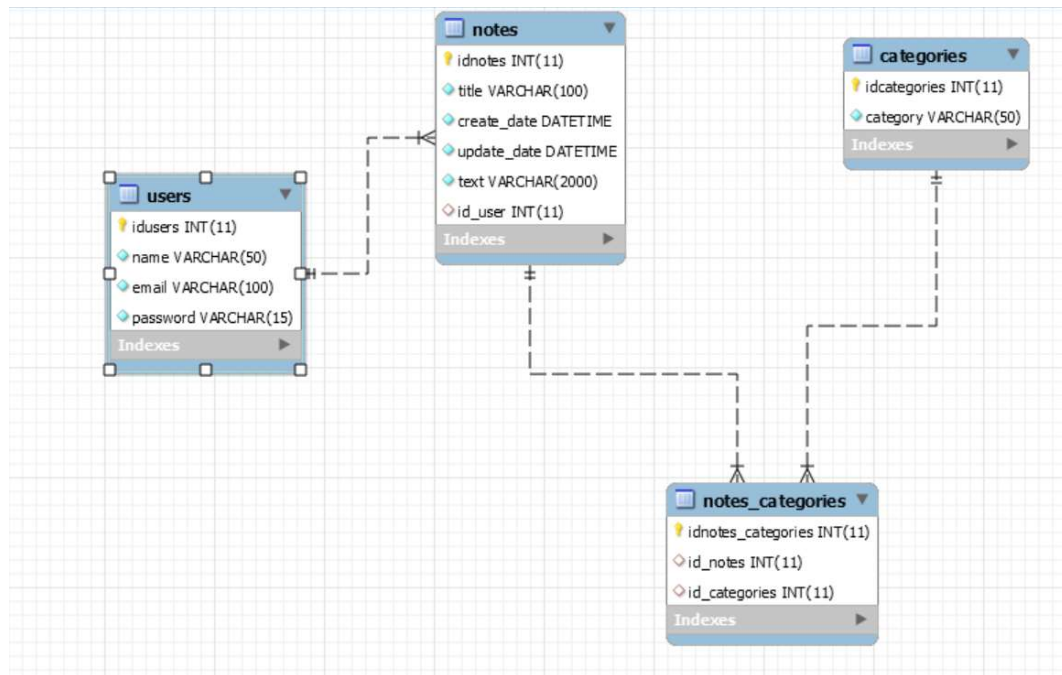 notes
idnotes INT(11)
title VARCHAR(100)
create_date DATETIME
update_date DATETIME
text VARCHAR(2000)
id_user INT(11)
Indexes
categories
idcategories INT(11)
category VARCHAR(50)
Indexes
users
idusers INT(11)
name VARCHAR(50)
email VARCHAR(100)
password VARCHAR(15)
Indexes
notes_categories
idnotes_categories INT(11)
id_notes INT(11)
id_categories INT(11)
Indexes